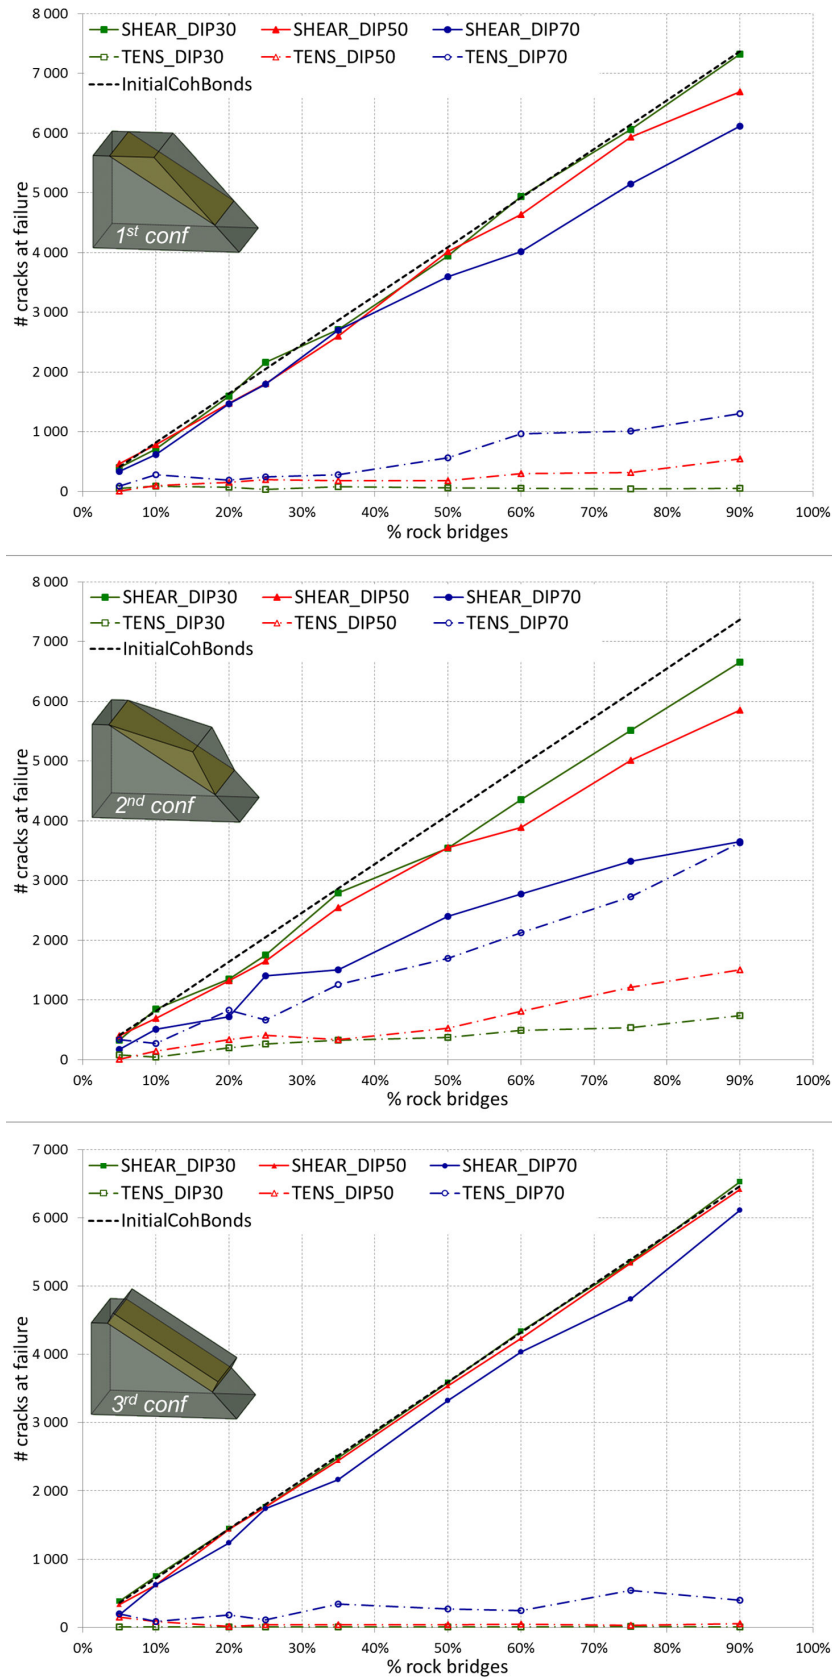 8 000
SHEAR_DIP30 SHEAR_DIP50 SHEAR_DIP70
TENS_DIP30 TENS_DIP50 TENS_DIP70
InitialCohBonds
7 000
6 000
5 000
4 000
3 000
2 000
1 000
0
# cracks at failure
1st conf
0% 10% 20% 30% 40% 50% 60% 70% 80% 90% 100%
% rock bridges
8 000
SHEAR_DIP30 SHEAR_DIP50 SHEAR_DIP70
TENS_DIP30 TENS_DIP50 TENS_DIP70
InitialCohBonds
7 000
6 000
5 000
4 000
3 000
2 000
1 000
0
# cracks at failure
2nd conf
0% 10% 20% 30% 40% 50% 60% 70% 80% 90% 100%
% rock bridges
7 000
SHEAR_DIP30 SHEAR_DIP50 SHEAR_DIP70
TENS_DIP30 TENS_DIP50 TENS_DIP70
InitialCohBonds
6 000
5 000
4 000
3 000
2 000
1 000
0
# cracks at failure
3rd conf
0% 10% 20% 30% 40% 50% 60% 70% 80% 90% 100%
% rock bridges